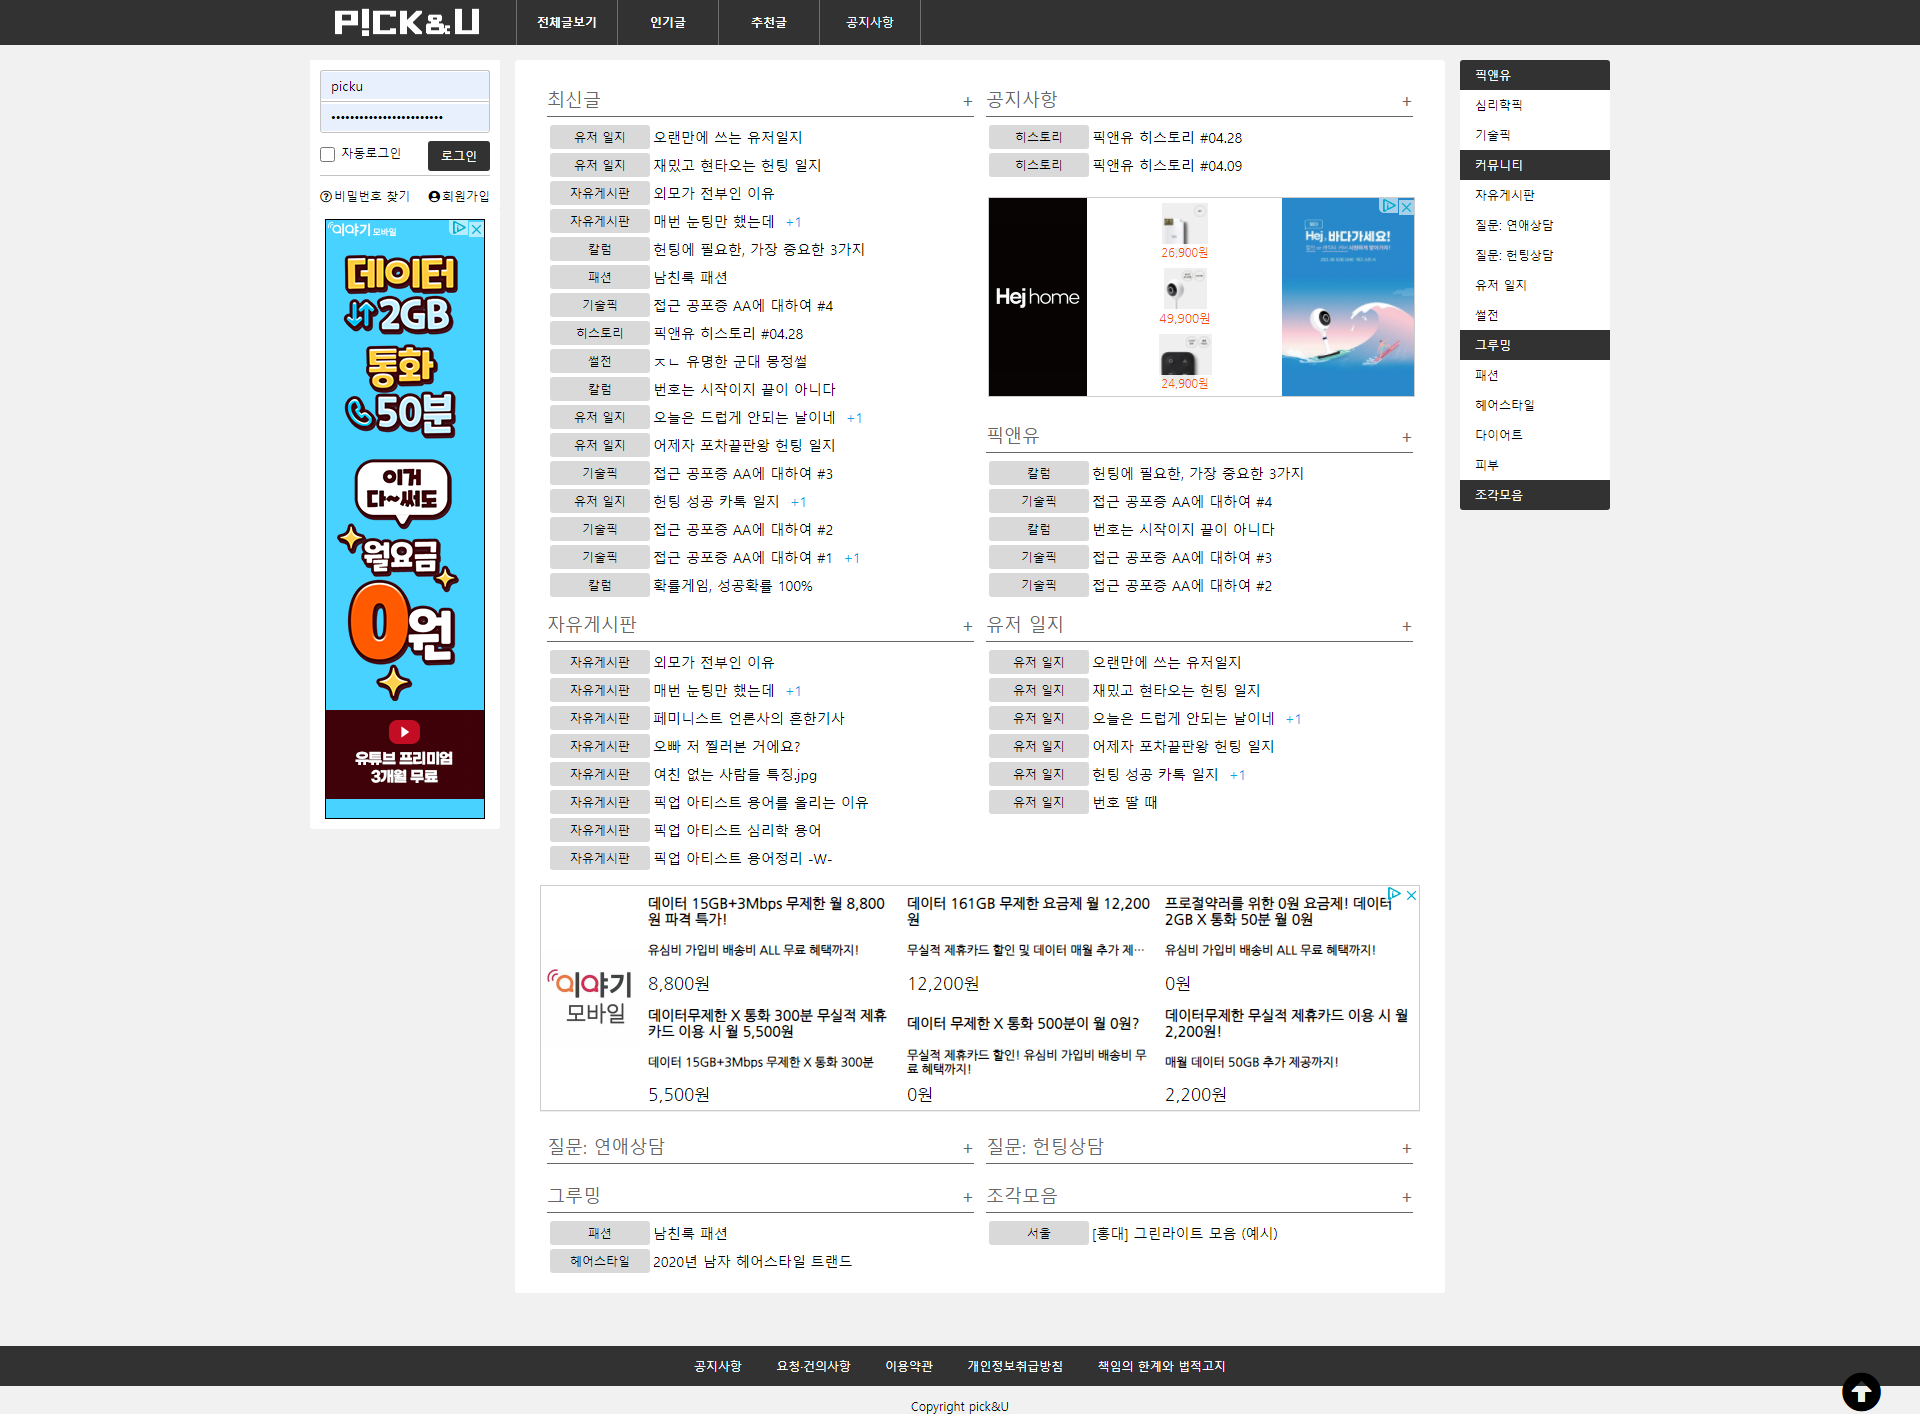 P!CK&U
전체글보기
인기글
추천글
공지사항
picku
••••••••••••••••••••••••
자동로그인
로그인
비밀번호 찾기
회원가입
이야기 모바일
데이터
2GB
통화
50분
이거
다~써도
월요금
0원
유튜브 프리미엄
3개월 무료
최신글 +
유저 일지 오랜만에 쓰는 유저일지
유저 일지 재밌고 현타오는 헌팅 일지
자유게시판 외모가 전부인 이유
자유게시판 매번 눈팅만 했는데 +1
칼럼 헌팅에 필요한, 가장 중요한 3가지
패션 남친룩 패션
기술픽 접근 공포증 AA에 대하여 #4
히스토리 픽앤유 히스토리 #04.28
썰전 ㅈㄴ 유명한 군대 몽정썰
칼럼 번호는 시작이지 끝이 아니다
유저 일지 오늘은 드럽게 안되는 날이네 +1
유저 일지 어제자 포차끝판왕 헌팅 일지
기술픽 접근 공포증 AA에 대하여 #3
유저 일지 헌팅 성공 카톡 일지 +1
기술픽 접근 공포증 AA에 대하여 #2
기술픽 접근 공포증 AA에 대하여 #1 +1
칼럼 확률게임, 성공확률 100%
공지사항 +
히스토리 픽앤유 히스토리 #04.28
히스토리 픽앤유 히스토리 #04.09
Hej home
26,900원
49,900원
24,900원
Hej, 바다가세요!
픽앤유 +
칼럼 헌팅에 필요한, 가장 중요한 3가지
기술픽 접근 공포증 AA에 대하여 #4
칼럼 번호는 시작이지 끝이 아니다
기술픽 접근 공포증 AA에 대하여 #3
기술픽 접근 공포증 AA에 대하여 #2
자유게시판 +
자유게시판 외모가 전부인 이유
자유게시판 매번 눈팅만 했는데 +1
자유게시판 페미니스트 언론사의 흔한기사
자유게시판 오빠 저 찔러본 거에요?
자유게시판 여친 없는 사람들 특징.jpg
자유게시판 픽업 아티스트 용어를 올리는 이유
자유게시판 픽업 아티스트 심리학 용어
자유게시판 픽업 아티스트 용어정리 -W-
유저 일지 +
유저 일지 오랜만에 쓰는 유저일지
유저 일지 재밌고 현타오는 헌팅 일지
유저 일지 오늘은 드럽게 안되는 날이네 +1
유저 일지 어제자 포차끝판왕 헌팅 일지
유저 일지 헌팅 성공 카톡 일지 +1
유저 일지 번호 딸 때
이야기
모바일
데이터 15GB+3Mbps 무제한 월 8,800
원 파격 특가!
유심비 가입비 배송비 ALL 무료 혜택까지!
8,800원
데이터 161GB 무제한 요금제 월 12,200
원
무실적 제휴카드 할인 및 데이터 매월 추가 제…
12,200원
프로절약러를 위한 0원 요금제! 데이터
2GB X 통화 50분 월 0원
유심비 가입비 배송비 ALL 무료 혜택까지!
0원
데이터무제한 X 통화 300분 무실적 제휴
카드 이용 시 월 5,500원
데이터 15GB+3Mbps 무제한 X 통화 300분
5,500원
데이터 무제한 X 통화 500분이 월 0원?
무실적 제휴카드 할인! 유심비 가입비 배송비 무
료 혜택까지!
0원
데이터무제한 무실적 제휴카드 이용 시 월
2,200원!
매월 데이터 50GB 추가 제공까지!
2,200원
질문: 연애상담 +
질문: 헌팅상담 +
그루밍 +
패션 남친룩 패션
헤어스타일 2020년 남자 헤어스타일 트랜드
조각모음 +
서울 [홍대] 그린라이트 모음 (예시)
픽앤유
심리학픽
기술픽
커뮤니티
자유게시판
질문: 연애상담
질문: 헌팅상담
유저 일지
썰전
그루밍
패션
헤어스타일
다이어트
피부
조각모음
공지사항
요청·건의사항
이용약관
개인정보취급방침
책임의 한계와 법적고지
Copyright pick&U